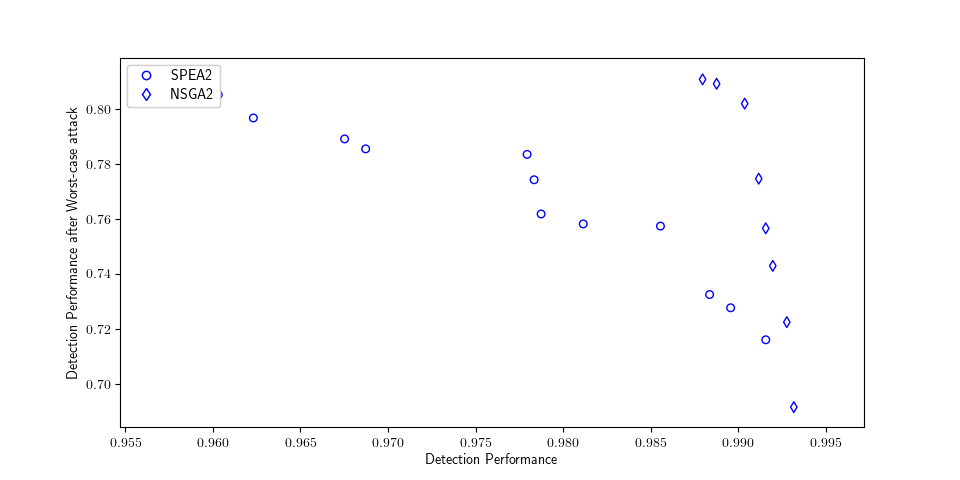 SPEA2
NSGA2
0.80
0.78
0.76
0.74
0.72
0.70
Detection Performance after Worst-case attack
0.955 0.960 0.965 0.970 0.975 0.980 0.985 0.990 0.995
Detection Performance